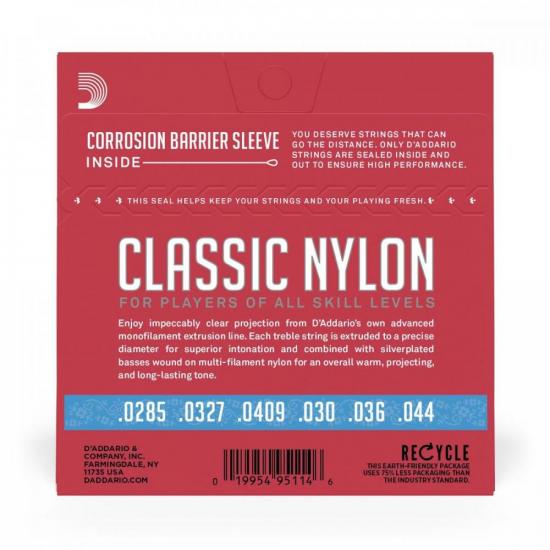 CORROSION BARRIER SLEEVE
INSIDE
YOU DESERVE STRINGS THAT CAN
GO THE DISTANCE. ONLY D'ADDARIO
STRINGS ARE SEALED INSIDE AND
OUT TO ENSURE HIGH PERFORMANCE.
THIS SEAL HELPS KEEP YOUR STRINGS AND YOUR PLAYING FRESH.
CLASSIC NYLON
FOR PLAYERS OF ALL SKILL LEVELS
Enjoy impeccably clear projection from D'Addario's own advanced
monofilament extrusion line. Each treble string is extruded to a precise
diameter for superior intonation and combined with silverplated
basses wound on multi-filament nylon for an overall warm, projecting,
and long-lasting tone.
.0285 .0327 .0409 .030 .036 .044
D'ADDARIO &
COMPANY, INC.
FARMINGDALE, NY
11735 USA
DADDARIO.COM
0 19954 95114 6
RECYCLE
THIS EARTH-FRIENDLY PACKAGE
USES 75% LESS PACKAGING THAN
THE INDUSTRY STANDARD.